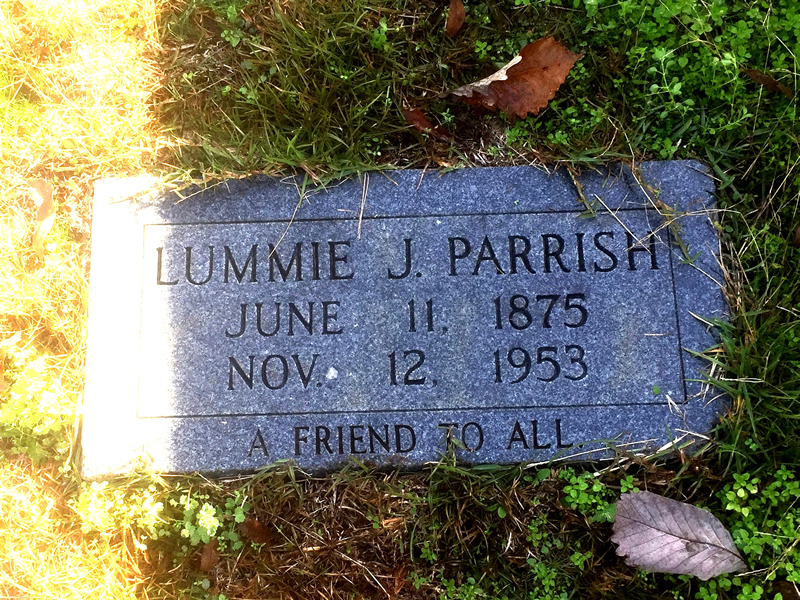 LUMMIE J. PARRISH
JUNE 11, 1875
NOV. 12, 1953
A FRIEND TO ALL.